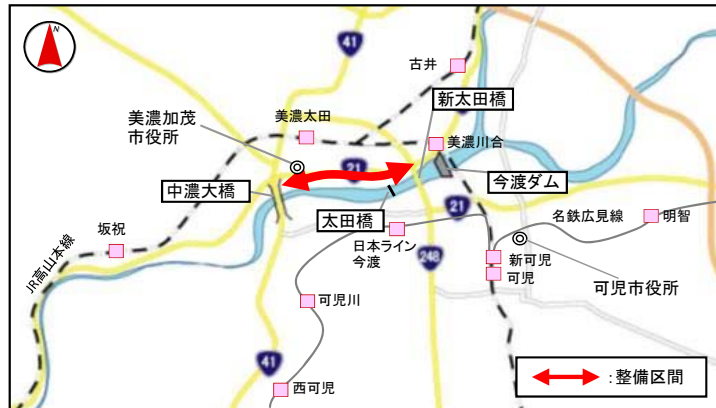 N
41
41
古井
新太田橋
美濃太田
美濃加茂
市役所
美濃川合
21
中濃大橋
今渡ダム
太田橋
21
名鉄広見線
明智
坂祝
日本ライン
今渡
248
新可児
可児
JR高山本線
可児市役所
可児川
41
西可児
:整備区間